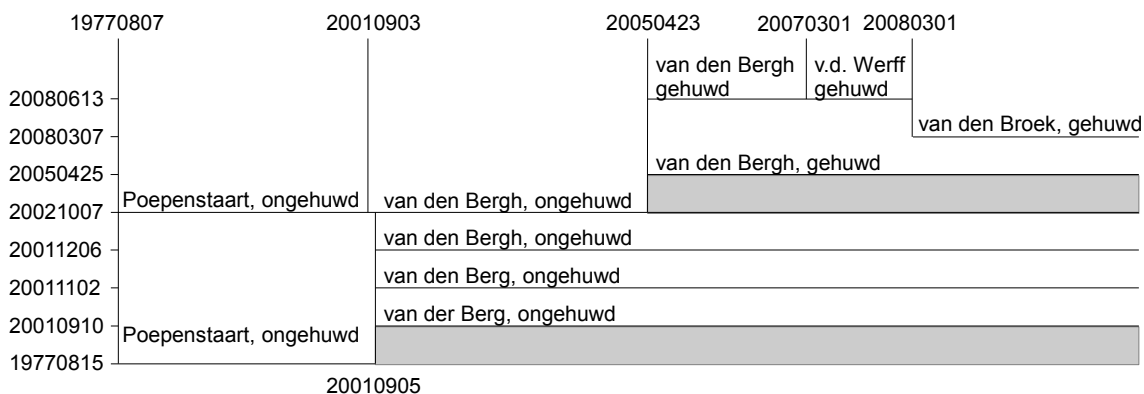 19770807 20010903 20050423 20070301 20080301
van den Bergh v.d. Werff
gehuwd gehuwd
20080613
van den Broek, gehuwd
20080307
van den Bergh, gehuwd
20050425
Poepenstaart, ongehuwd van den Bergh, ongehuwd
20021007
van den Bergh, ongehuwd
20011206
van den Berg, ongehuwd
20011102
van der Berg, ongehuwd
20010910
Poepenstaart, ongehuwd
19770815
20010905